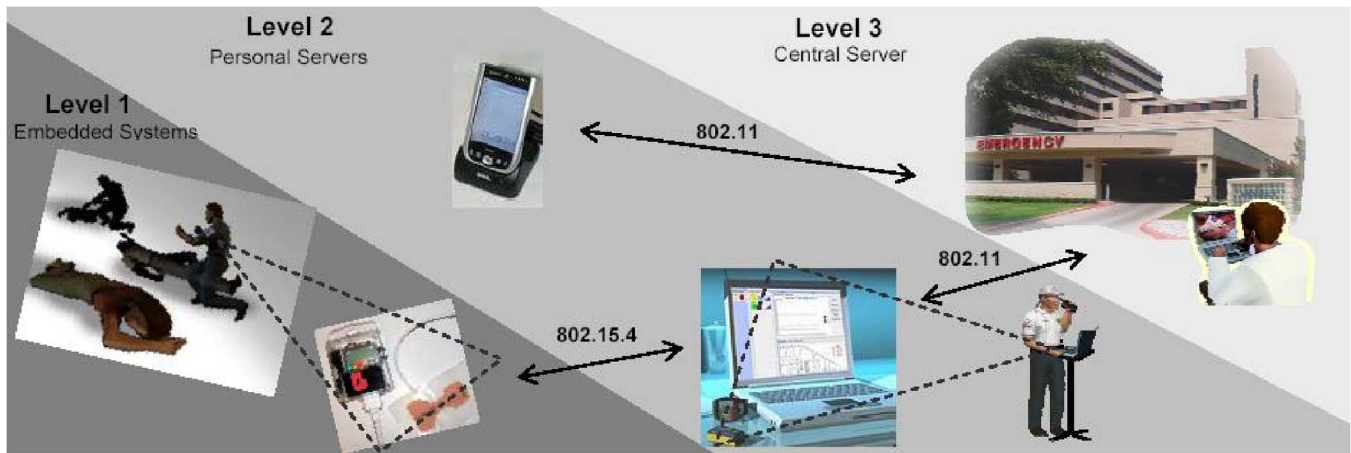 Level 2
Personal Servers
Level 3
Central Server
Level 1
Embedded Systems
802.11
EMERGENCY
802.11
802.15.4
DELL